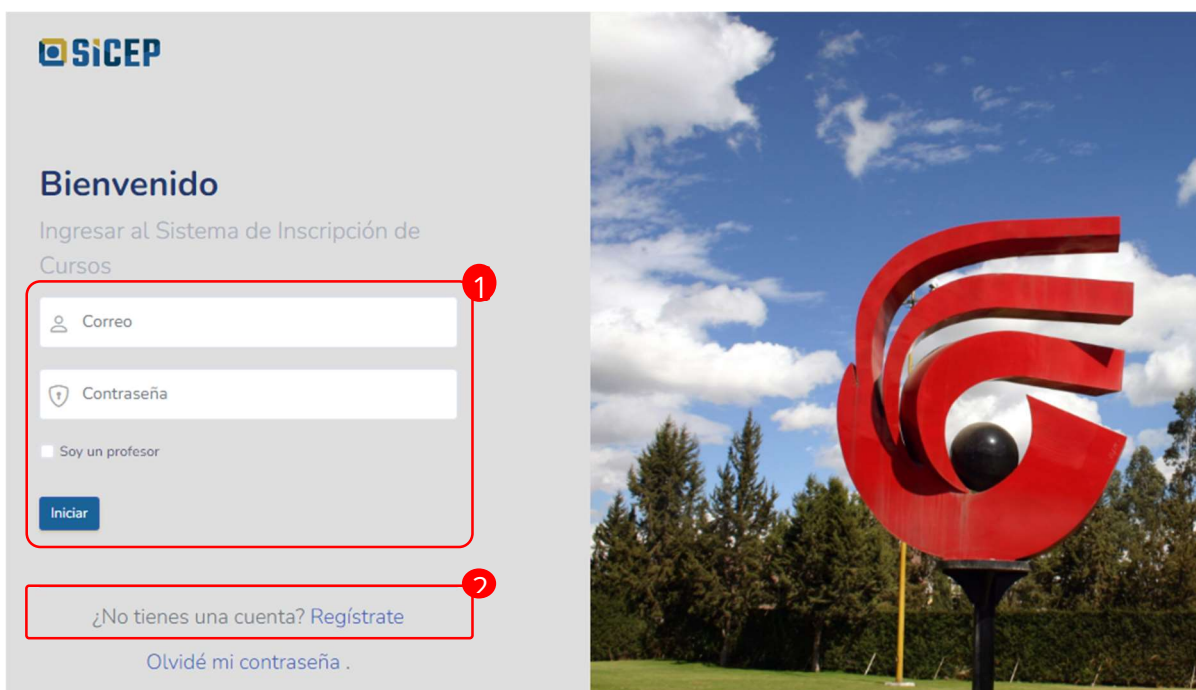 SiCEP
Bienvenido
Ingresar al Sistema de Inscripción de
Cursos
1
Correo
Contraseña
Soy un profesor
Iniciar
2
¿No tienes una cuenta? Regístrate
Olvidé mi contraseña .